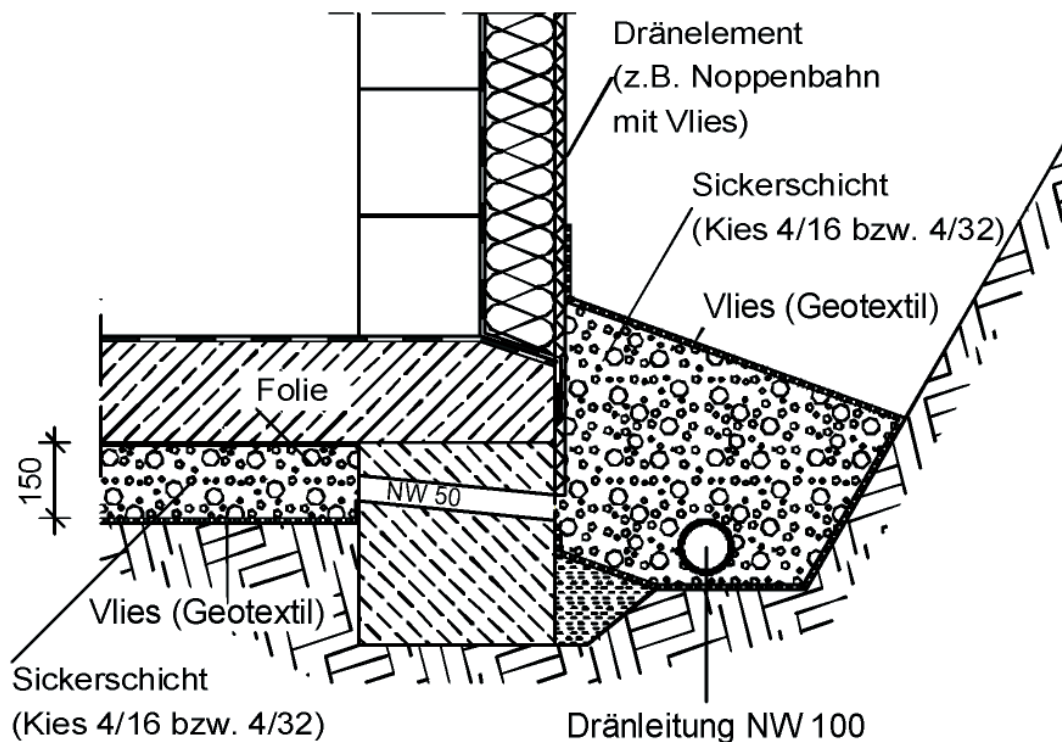 Dränelement
(z.B. Noppenbahn
mit Vlies)
Sickerschicht
(Kies 4/16 bzw. 4/32)
Vlies (Geotextil)
Folie
150
NW 50
Vlies (Geotextil)
Sickerschicht
(Kies 4/16 bzw. 4/32)
Dränleitung NW 100